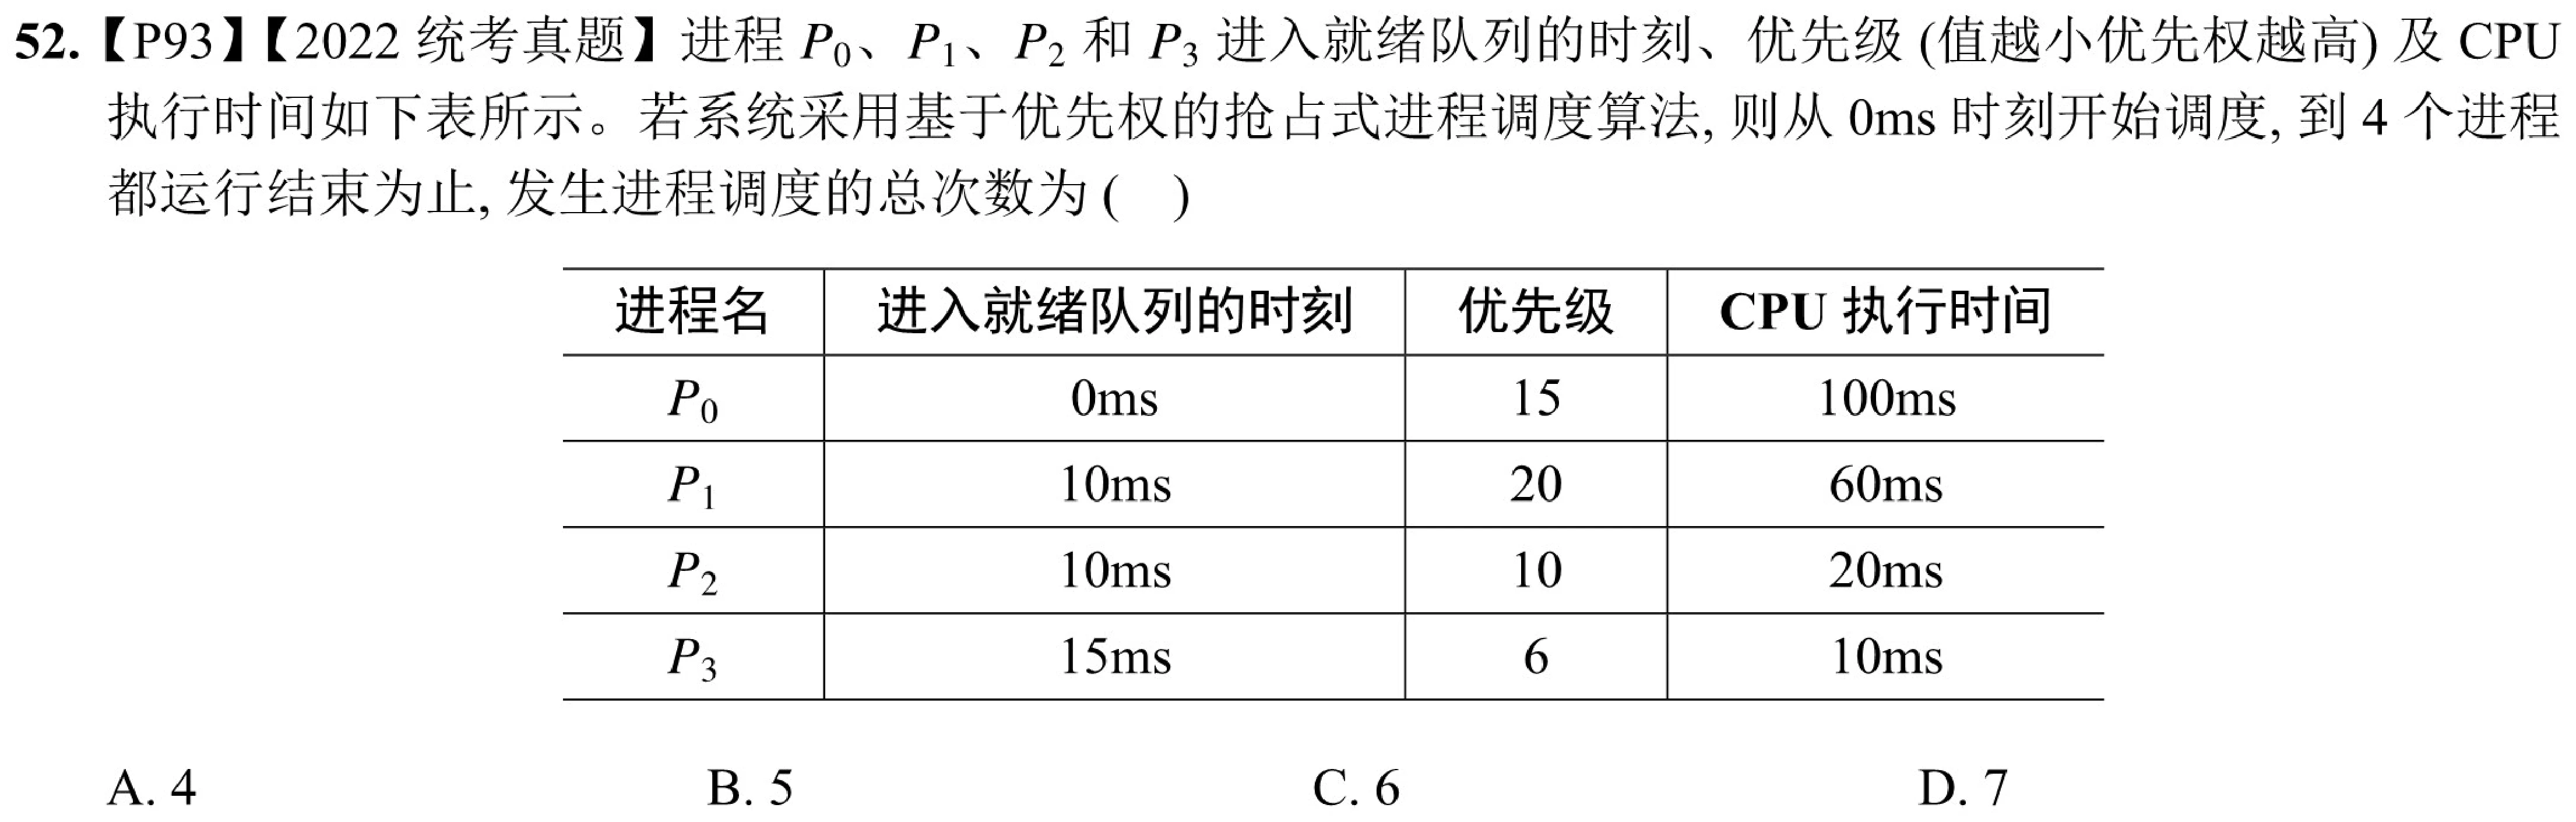 52.【P93】【2022 统考真题】进程 P₀、P₁、P₂ 和 P₃ 进入就绪队列的时刻、优先级 (值越小优先权越高) 及 CPU
执行时间如下表所示。若系统采用基于优先权的抢占式进程调度算法, 则从 0ms 时刻开始调度, 到 4 个进程
都运行结束为止, 发生进程调度的总次数为 ( )
进程名 进入就绪队列的时刻 优先级 CPU 执行时间
P₀ 0ms 15 100ms
P₁ 10ms 20 60ms
P₂ 10ms 10 20ms
P₃ 15ms 6 10ms
A. 4 B. 5 C. 6 D. 7